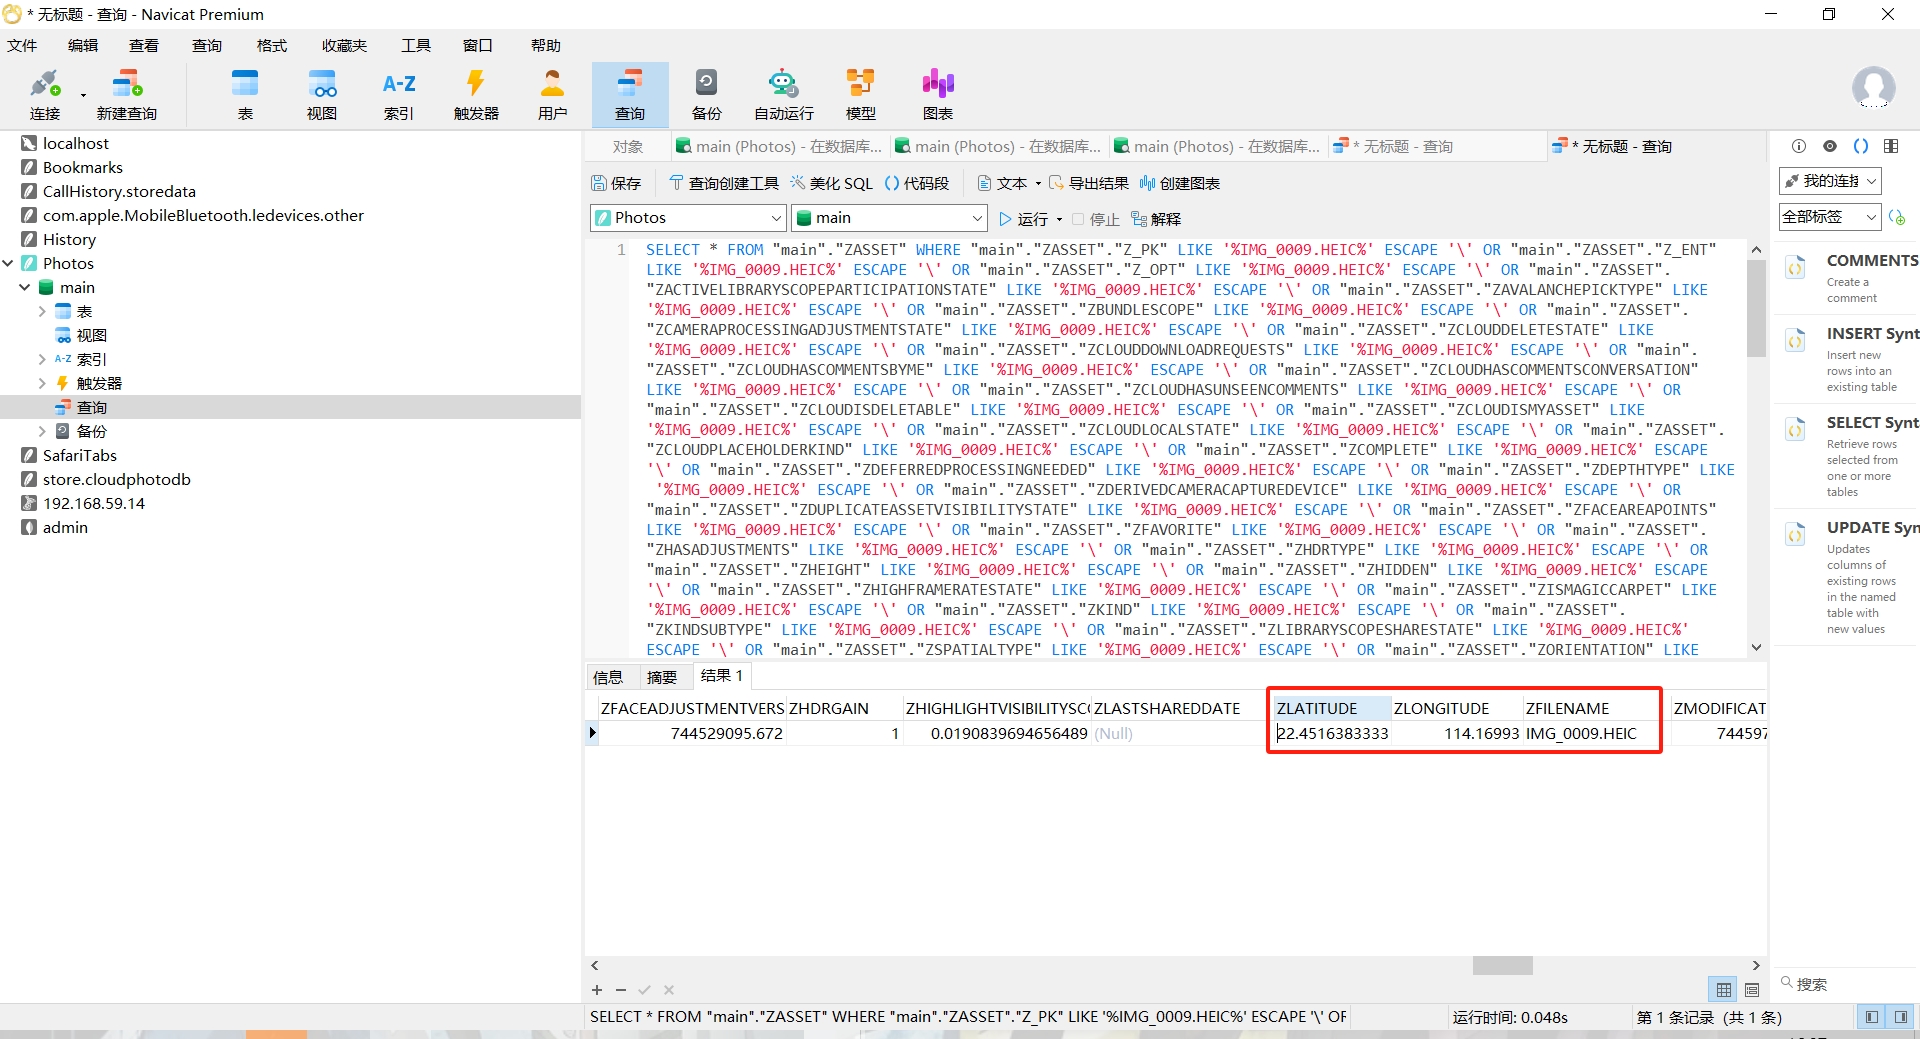 * 无标题 - 查询 - Navicat Premium
文件 编辑 查看 查询 格式 收藏夹 工具 窗口 帮助
连接 新建查询 表 视图 A-Z 索引 触发器 用户 查询 备份 自动运行 模型 图表
localhost
Bookmarks
CallHistory.storedata
com.apple.MobileBluetooth.ledevices.other
History
Photos
main
表
视图
A-Z 索引
触发器
查询
备份
SafariTabs
store.cloudphotodb
192.168.59.14
admin
对象 main (Photos) - 在数据库... main (Photos) - 在数据库... main (Photos) - 在数据库... * 无标题 - 查询 * 无标题 - 查询
保存 查询创建工具 美化 SQL () 代码段 文本 导出结果 创建图表
Photos main 运行 停止 解释
1 SELECT * FROM "main"."ZASSET" WHERE "main"."ZASSET"."Z_PK" LIKE '%IMG_0009.HEIC%' ESCAPE '\' OR "main"."ZASSET"."Z_ENT"
LIKE '%IMG_0009.HEIC%' ESCAPE '\' OR "main"."ZASSET"."Z_OPT" LIKE '%IMG_0009.HEIC%' ESCAPE '\' OR "main"."ZASSET".
"ZACTIVELIBRARYSCOPEPARTICIPATIONSTATE" LIKE '%IMG_0009.HEIC%' ESCAPE '\' OR "main"."ZASSET"."ZAVALANCHEPICKTYPE" LIKE
'%IMG_0009.HEIC%' ESCAPE '\' OR "main"."ZASSET"."ZBUNDLESCOPE" LIKE '%IMG_0009.HEIC%' ESCAPE '\' OR "main"."ZASSET".
"ZCAMERAPROCESSINGADJUSTMENTSTATE" LIKE '%IMG_0009.HEIC%' ESCAPE '\' OR "main"."ZASSET"."ZCLOUDDELETESTATE" LIKE
'%IMG_0009.HEIC%' ESCAPE '\' OR "main"."ZASSET"."ZCLOUDDOWNLOADREQUESTS" LIKE '%IMG_0009.HEIC%' ESCAPE '\' OR "main".
"ZASSET"."ZCLOUDHASCOMMENTSBYME" LIKE '%IMG_0009.HEIC%' ESCAPE '\' OR "main"."ZASSET"."ZCLOUDHASCOMMENTSCONVERSATION"
LIKE '%IMG_0009.HEIC%' ESCAPE '\' OR "main"."ZASSET"."ZCLOUDHASUNSEENCOMMENTS" LIKE '%IMG_0009.HEIC%' ESCAPE '\' OR
"main"."ZASSET"."ZCLOUDISDELETABLE" LIKE '%IMG_0009.HEIC%' ESCAPE '\' OR "main"."ZASSET"."ZCLOUDISMYASSET" LIKE
'%IMG_0009.HEIC%' ESCAPE '\' OR "main"."ZASSET"."ZCLOUDLOCALSTATE" LIKE '%IMG_0009.HEIC%' ESCAPE '\' OR "main"."ZASSET".
"ZCLOUDPLACEHOLDERKIND" LIKE '%IMG_0009.HEIC%' ESCAPE '\' OR "main"."ZASSET"."ZCOMPLETE" LIKE '%IMG_0009.HEIC%' ESCAPE
'\' OR "main"."ZASSET"."ZDEFERREDPROCESSINGNEEDED" LIKE '%IMG_0009.HEIC%' ESCAPE '\' OR "main"."ZASSET"."ZDEPTHTYPE" LIKE
'%IMG_0009.HEIC%' ESCAPE '\' OR "main"."ZASSET"."ZDERIVEDCAMERACAPTUREDEVICE" LIKE '%IMG_0009.HEIC%' ESCAPE '\' OR
"main"."ZASSET"."ZDUPLICATEASSETVISIBILITYSTATE" LIKE '%IMG_0009.HEIC%' ESCAPE '\' OR "main"."ZASSET"."ZFACEAREAPOINTS"
LIKE '%IMG_0009.HEIC%' ESCAPE '\' OR "main"."ZASSET"."ZFAVORITE" LIKE '%IMG_0009.HEIC%' ESCAPE '\' OR "main"."ZASSET".
"ZHASADJUSTMENTS" LIKE '%IMG_0009.HEIC%' ESCAPE '\' OR "main"."ZASSET"."ZHDRTYPE" LIKE '%IMG_0009.HEIC%' ESCAPE '\' OR
"main"."ZASSET"."ZHEIGHT" LIKE '%IMG_0009.HEIC%' ESCAPE '\' OR "main"."ZASSET"."ZHIDDEN" LIKE '%IMG_0009.HEIC%' ESCAPE
'\' OR "main"."ZASSET"."ZHIGHFRAMERATESTATE" LIKE '%IMG_0009.HEIC%' ESCAPE '\' OR "main"."ZASSET"."ZISMAGICCARPET" LIKE
'%IMG_0009.HEIC%' ESCAPE '\' OR "main"."ZASSET"."ZKIND" LIKE '%IMG_0009.HEIC%' ESCAPE '\' OR "main"."ZASSET".
"ZKINDSUBTYPE" LIKE '%IMG_0009.HEIC%' ESCAPE '\' OR "main"."ZASSET"."ZLIBRARYSCOPESHARESTATE" LIKE '%IMG_0009.HEIC%'
ESCAPE '\' OR "main"."ZASSET"."ZSPATIALTYPE" LIKE '%IMG_0009.HEIC%' ESCAPE '\' OR "main"."ZASSET"."ZORIENTATION" LIKE
信息 摘要 结果 1
ZFACEADJUSTMENTVERS ZHDRGAIN ZHIGHLIGHTVISIBILITYSC ZLASTSHAREDDATE ZLATITUDE ZLONGITUDE ZFILENAME ZMODIFICAT
744529095.672 1 0.0190839694656489 (Null) 22.4516383333 114.16993 IMG_0009.HEIC 744597
我的连接
全部标签
COMMENTS
Create a
comment
INSERT Synt
Insert new
rows into an
existing table
SELECT Synt
Retrieve rows
selected from
one or more
tables
UPDATE Syn
Updates
columns of
existing rows
in the named
table with
new values
搜索
SELECT * FROM "main"."ZASSET" WHERE "main"."ZASSET"."Z_PK" LIKE '%IMG_0009.HEIC%' ESCAPE '\' OR 运行时间: 0.048s 第 1 条记录 (共 1 条)